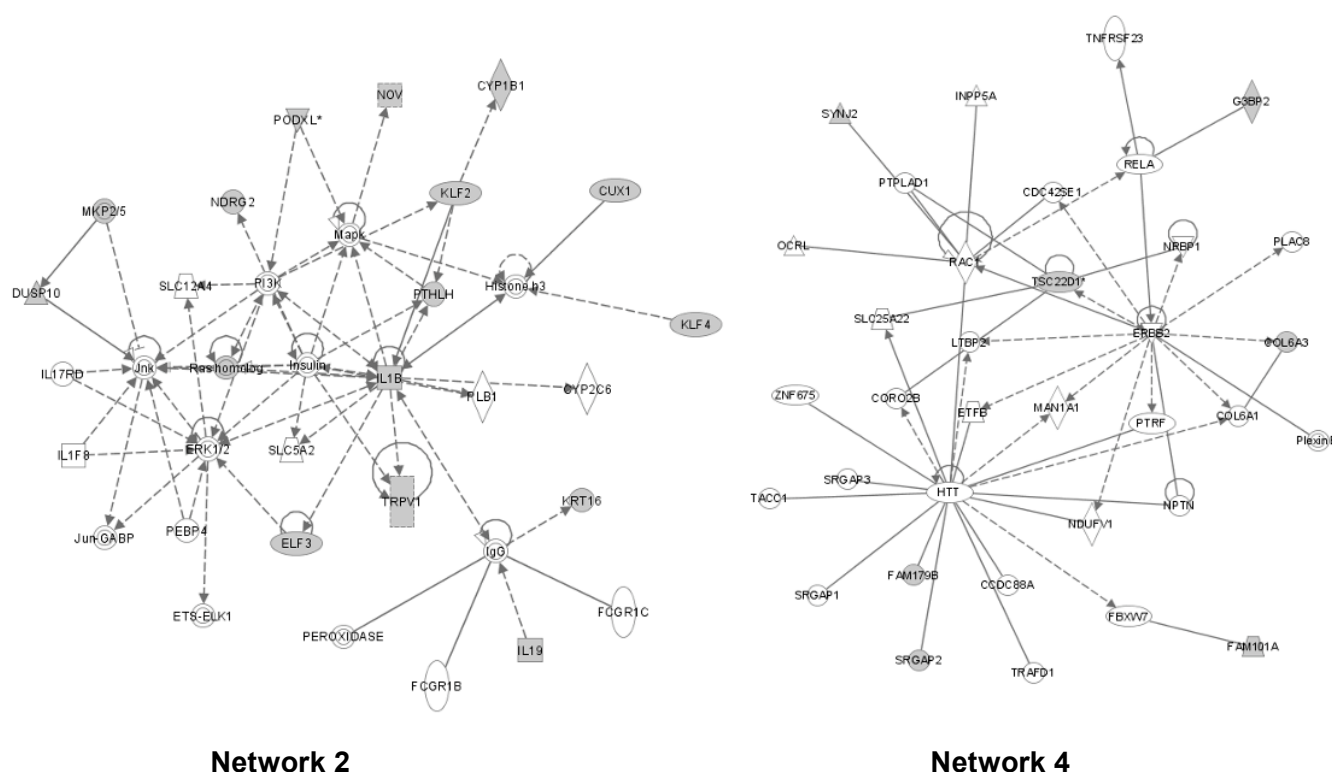 TNFRSF23
CYP1B1
NOV
INPP5A
G3BP2
SYNJ2
PODXL*
RELA
PTPLAD1
CDC42SE1
KLF2
CUX1
NDRG2
MKP2/5
Mapk
NRBP1
PLAC8
OCRL
RAC1
TSC22D1*
SLC12A4
PI3K
Histone h3
PTHLH
DUSP10
SLC25A22
KLF4
ERBB2
LTBP2
COL6A3
Jnk
Ras homolog
Insulin
IL17RD
IL1B
PLB1
CYP2C6
ZNF675
CORO2B
ETFB
MAN1A1
COL6A1
PTRF
ERK1/2
SLC5A2
IL1F8
HTT
SRGAP3
TACC1
TRPV1
KRT16
NPTN
NDUFV1
PEBP4
Jun-GABP
ELF3
IgG
FAM179B
CCDC88A
SRGAP1
ETS-ELK1
FCGR1C
FBXW7
PEROXIDASE
IL19
FAM101A
SRGAP2
TRAFD1
FCGR1B
Network 2
Network 4